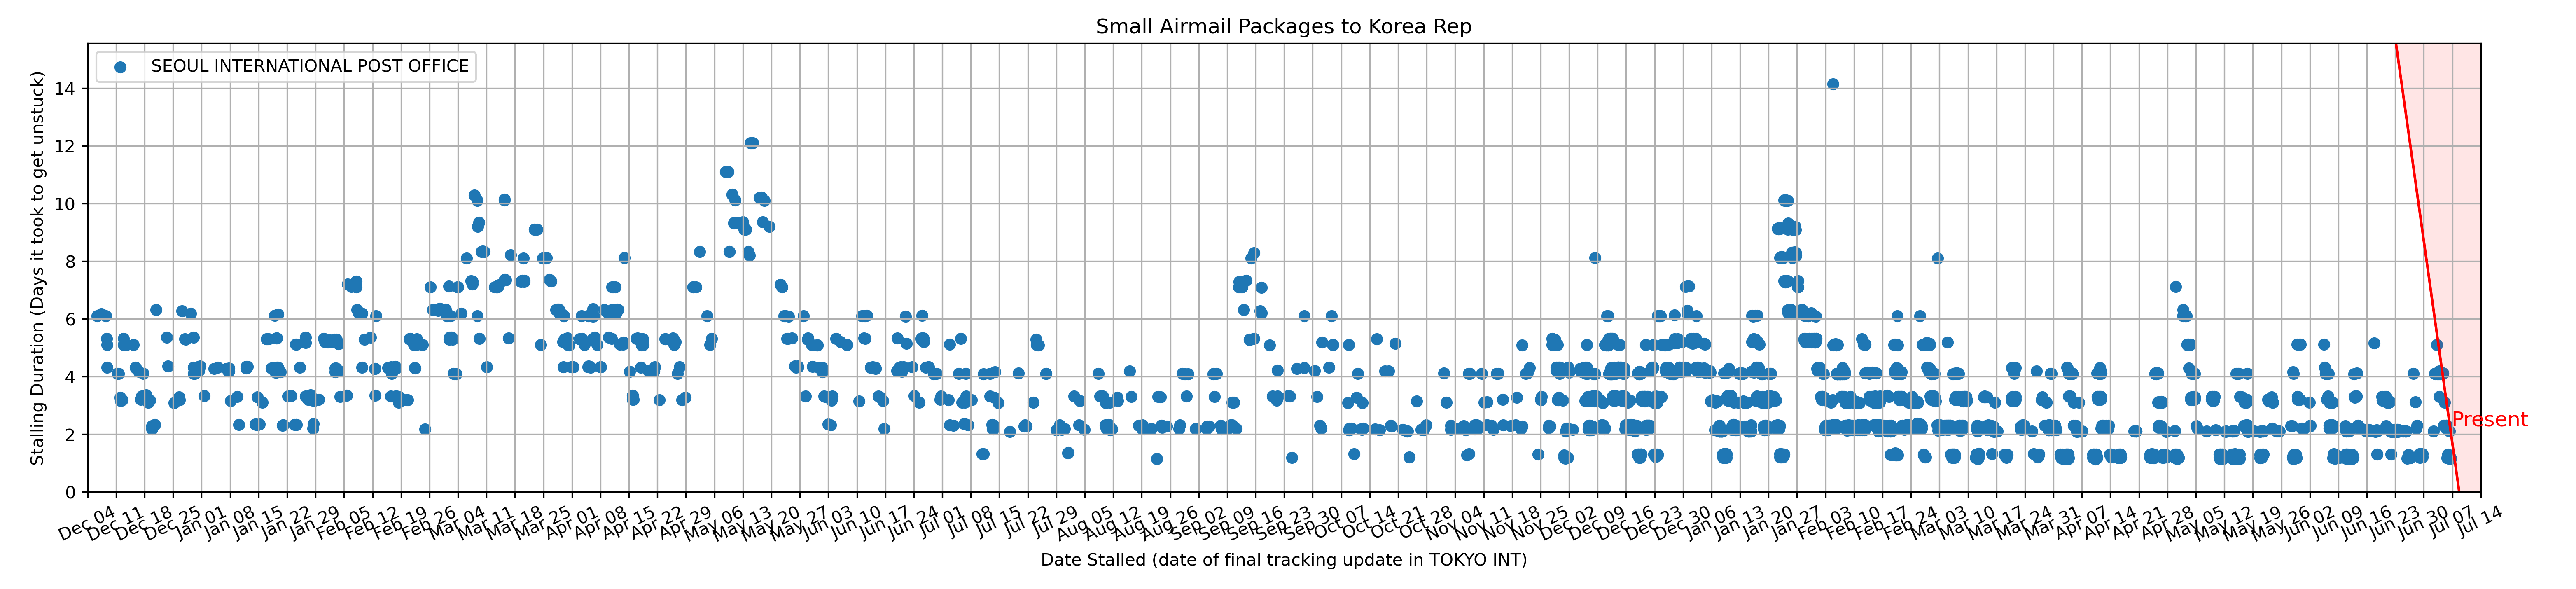 Small Airmail Packages to Korea Rep
SEOUL INTERNATIONAL POST OFFICE
Stalling Duration (Days it took to get unstuck)
14
12
10
8
6
4
2
0
Present
Dec 04
Dec 11
Dec 18
Dec 25
Jan 01
Jan 08
Jan 15
Jan 22
Jan 29
Feb 05
Feb 12
Feb 19
Feb 26
Mar 04
Mar 11
Mar 18
Mar 25
Apr 01
Apr 08
Apr 15
Apr 22
Apr 29
May 06
May 13
May 20
May 27
Jun 03
Jun 10
Jun 17
Jun 24
Jul 01
Jul 08
Jul 15
Jul 22
Jul 29
Aug 05
Aug 12
Aug 19
Aug 26
Sep 02
Sep 09
Sep 16
Sep 23
Sep 30
Oct 07
Oct 14
Oct 21
Oct 28
Nov 04
Nov 11
Nov 18
Nov 25
Dec 02
Dec 09
Dec 16
Dec 23
Dec 30
Jan 06
Jan 13
Jan 20
Jan 27
Feb 03
Feb 10
Feb 17
Feb 24
Mar 03
Mar 10
Mar 17
Mar 24
Mar 31
Apr 07
Apr 14
Apr 21
Apr 28
May 05
May 12
May 19
May 26
Jun 02
Jun 09
Jun 16
Jun 23
Jun 30
Jul 07
Jul 14
Date Stalled (date of final tracking update in TOKYO INT)